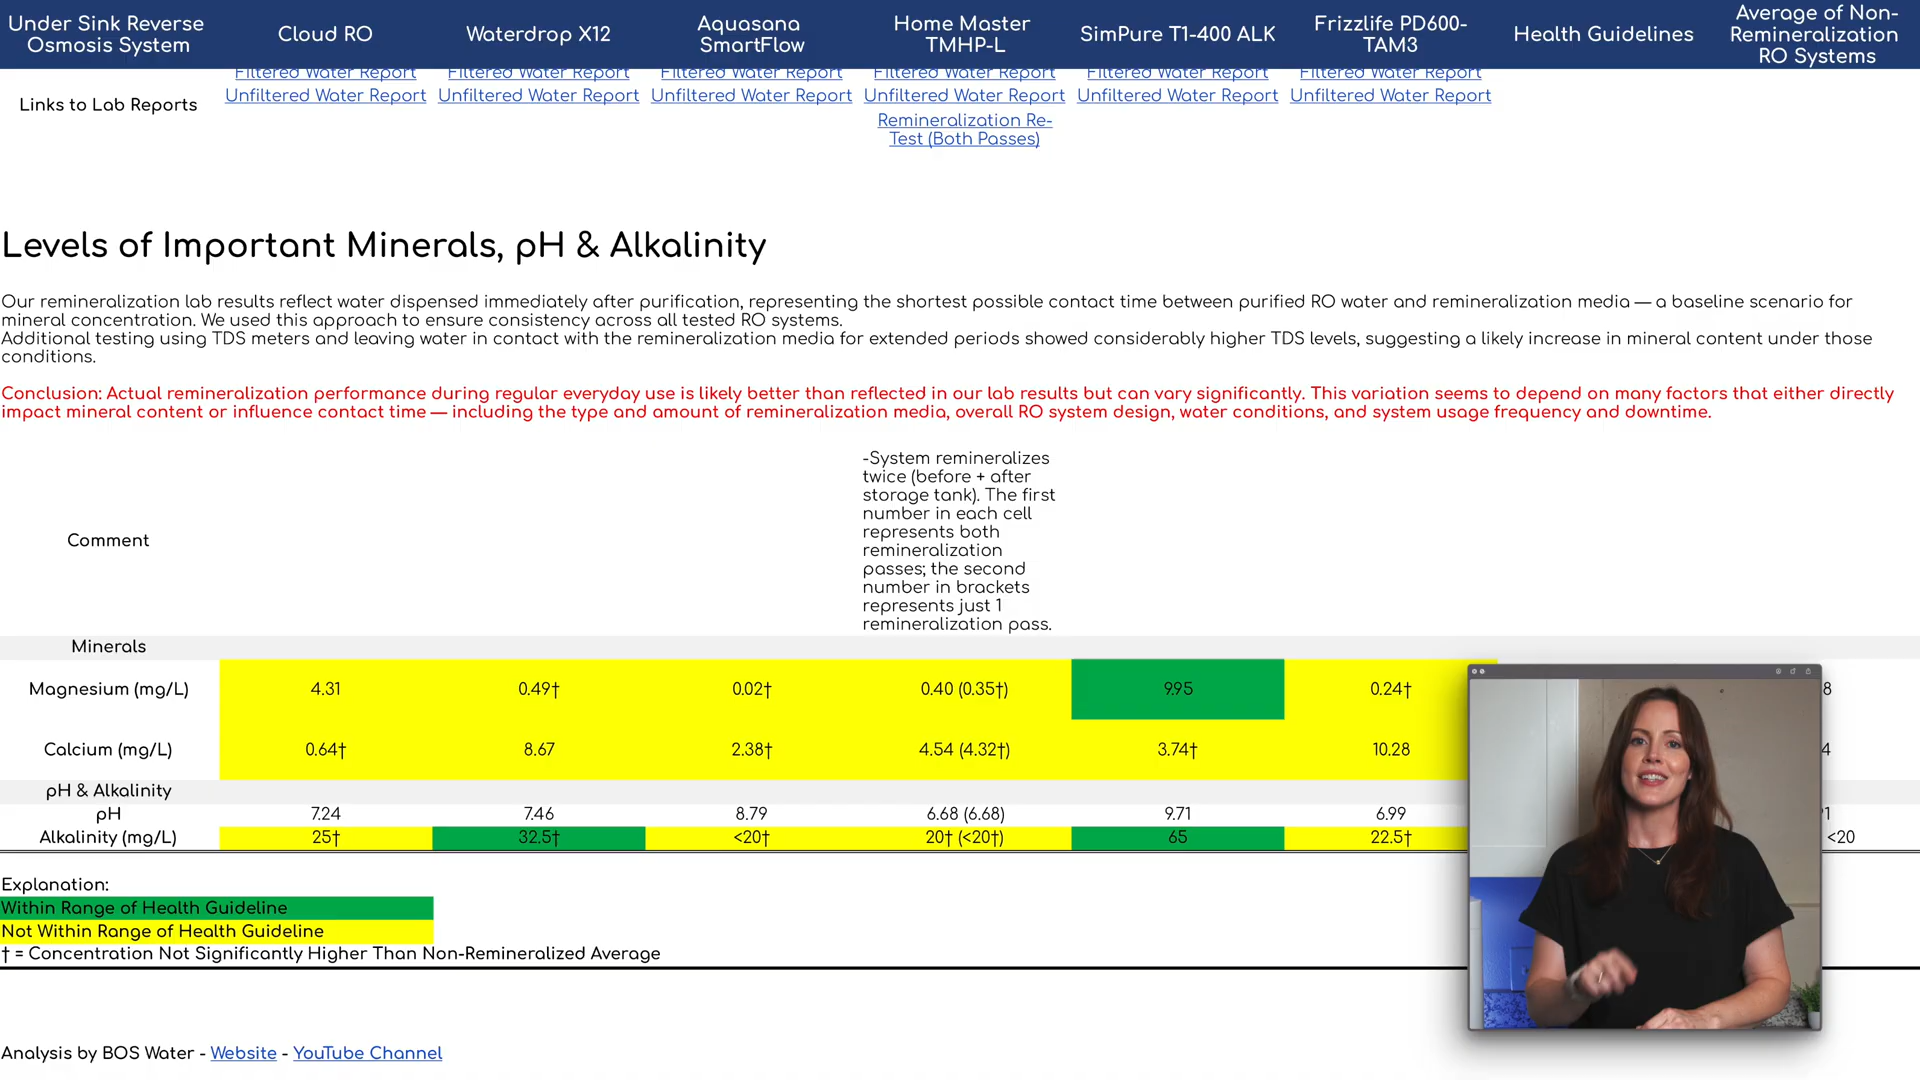 Under Sink Reverse Osmosis System
Cloud RO
Waterdrop X12
Aquasana SmartFlow
Home Master TMHP-L
SimPure T1-400 ALK
Frizzlife PD600-TAM3
Health Guidelines
Average of Non-Remineralization RO Systems
Links to Lab Reports
Filtered Water Report Filtered Water Report Filtered Water Report Filtered Water Report Filtered Water Report Filtered Water Report
Unfiltered Water Report Unfiltered Water Report Unfiltered Water Report Unfiltered Water Report Unfiltered Water Report Unfiltered Water Report
Remineralization Re-
Test (Both Passes)
Levels of Important Minerals, pH & Alkalinity
Our remineralization lab results reflect water dispensed immediately after purification, representing the shortest possible contact time between purified RO water and remineralization media — a baseline scenario for
mineral concentration. We used this approach to ensure consistency across all tested RO systems.
Additional testing using TDS meters and leaving water in contact with the remineralization media for extended periods showed considerably higher TDS levels, suggesting a likely increase in mineral content under those
conditions.
Conclusion: Actual remineralization performance during regular everyday use is likely better than reflected in our lab results but can vary significantly. This variation seems to depend on many factors that either directly
impact mineral content or influence contact time — including the type and amount of remineralization media, overall RO system design, water conditions, and system usage frequency and downtime.
Comment
-System remineralizes
twice (before + after
storage tank). The first
number in each cell
represents both
remineralization
passes; the second
number in brackets
represents just 1
remineralization pass.
Minerals
Magnesium (mg/L) 4.31 0.49† 0.02† 0.40 (0.35†) 9.95 0.24†
Calcium (mg/L) 0.64† 8.67 2.38† 4.54 (4.32†) 3.74† 10.28
pH & Alkalinity
pH 7.24 7.46 8.79 6.68 (6.68) 9.71 6.99
Alkalinity (mg/L) 25† 32.5† <20† 20† (<20†) 65 22.5† <20
Explanation:
Within Range of Health Guideline
Not Within Range of Health Guideline
† = Concentration Not Significantly Higher Than Non-Remineralized Average
Analysis by BOS Water - Website - YouTube Channel